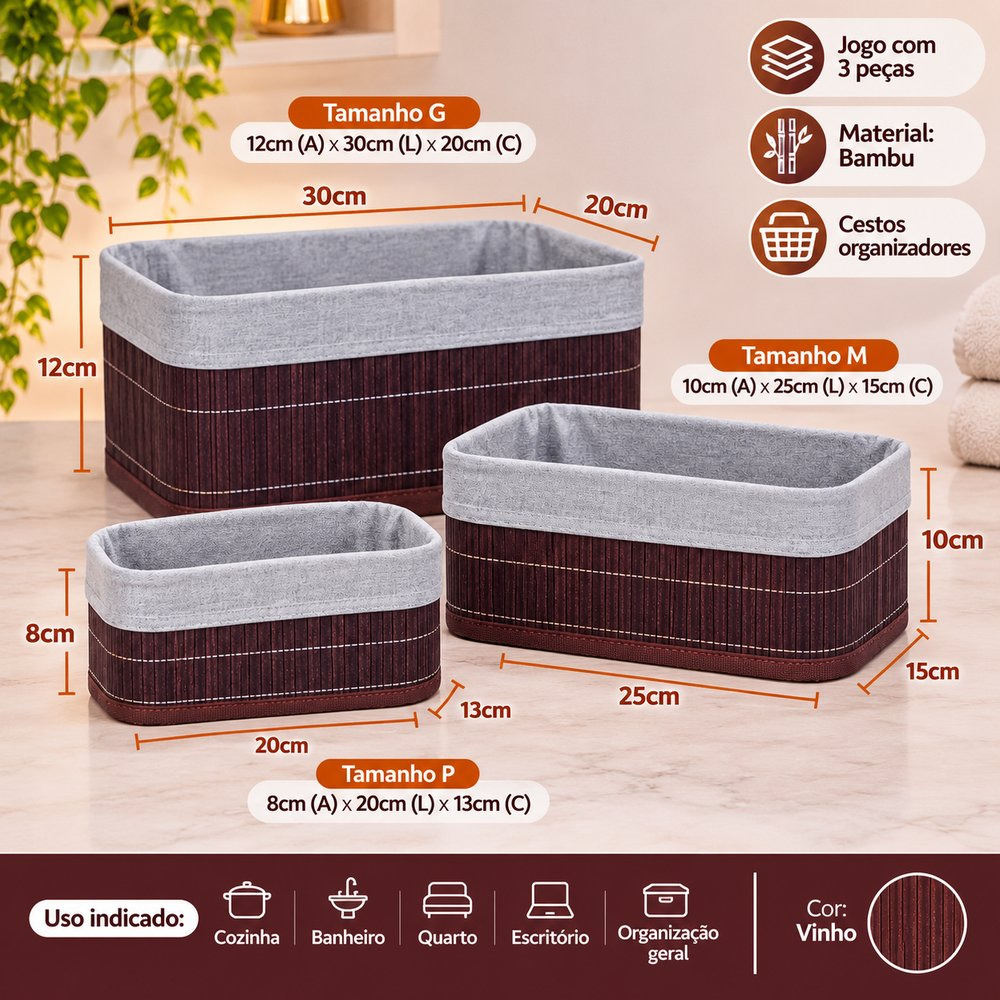 Jogo com
3 peças
Material:
Bambu
Cestos
organizadores
Tamanho G
12cm (A) x 30cm (L) x 20cm (C)
30cm
20cm
12cm
Tamanho M
10cm (A) x 25cm (L) x 15cm (C)
10cm
15cm
25cm
8cm
13cm
20cm
Tamanho P
8cm (A) x 20cm (L) x 13cm (C)
Uso indicado:
Cozinha
Banheiro
Quarto
Escritório
Organização
geral
Cor:
Vinho